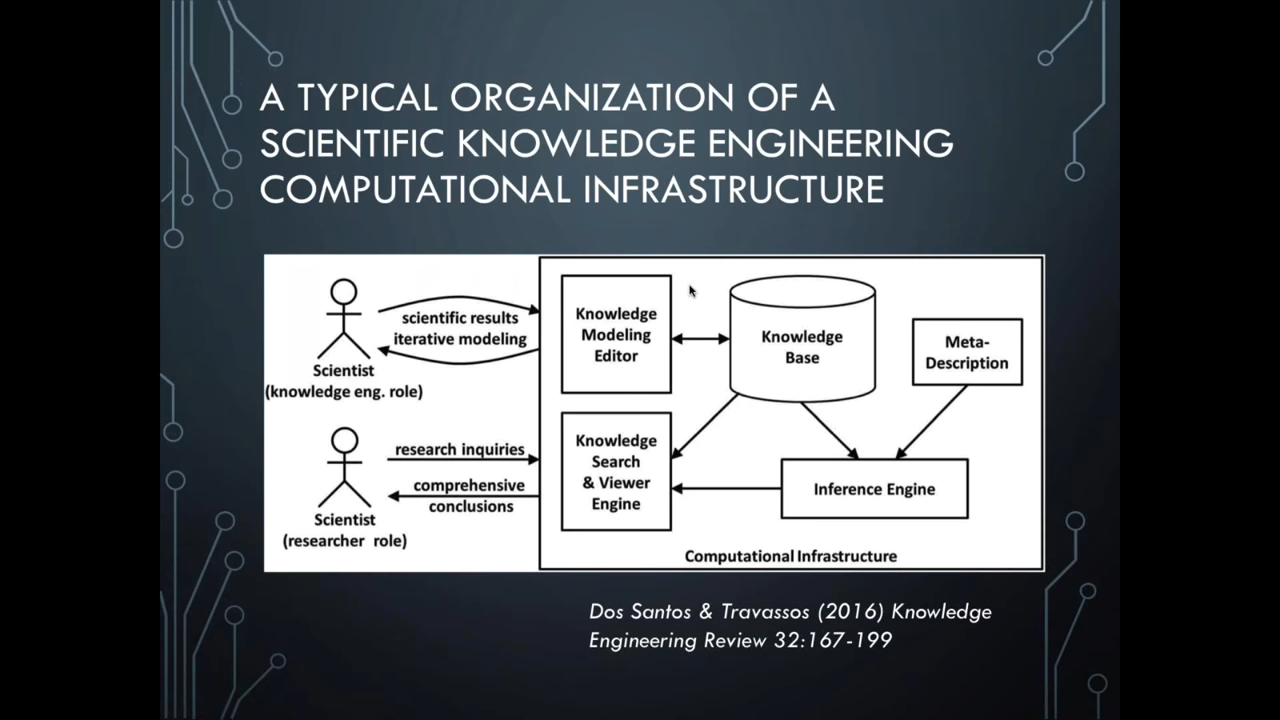 A TYPICAL ORGANIZATION OF A
SCIENTIFIC KNOWLEDGE ENGINEERING
COMPUTATIONAL INFRASTRUCTURE
scientific results
iterative modeling
Scientist
(knowledge eng. role)
Knowledge
Modeling
Editor
Knowledge
Base
Meta-
Description
research inquiries
comprehensive
conclusions
Scientist
(researcher role)
Knowledge
Search
& Viewer
Engine
Inference Engine
Computational Infrastructure
Dos Santos & Travassos (2016) Knowledge
Engineering Review 32:167-199